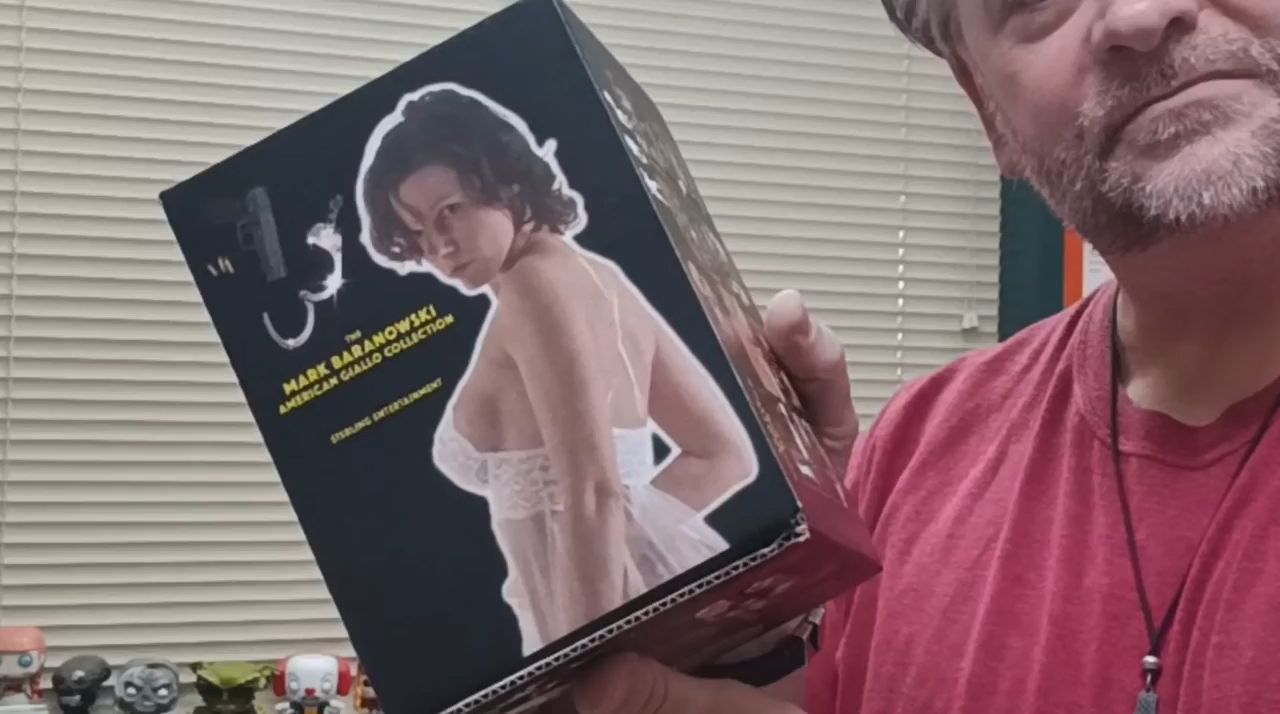 THE
MARK BARANOWSKI
AMERICAN GIALLO COLLECTION
STERLING ENTERTAINMENT